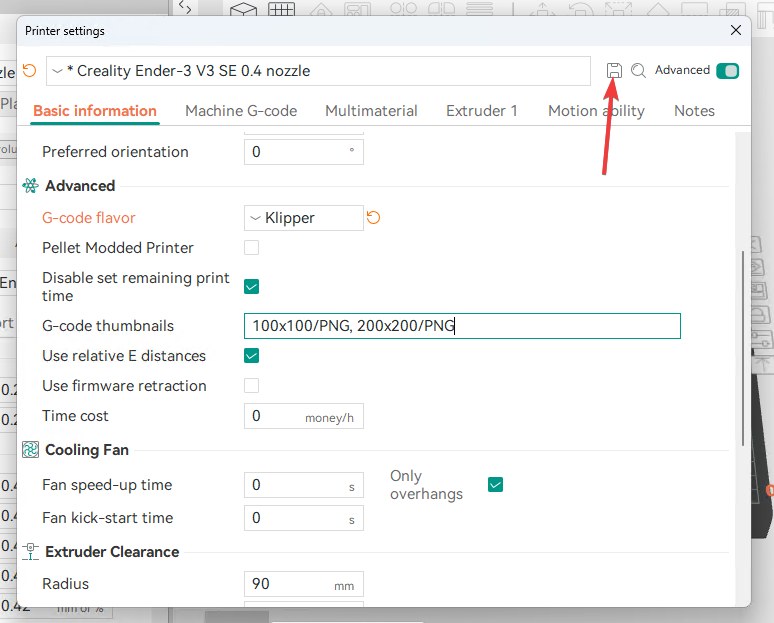 Printer settings
* Creality Ender-3 V3 SE 0.4 nozzle
Advanced
Basic information Machine G-code Multimaterial Extruder 1 Motion ability Notes
Preferred orientation 0 °
Advanced
G-code flavor Klipper
Pellet Modded Printer
Disable set remaining print
time
G-code thumbnails 100x100/PNG, 200x200/PNG
Use relative E distances
Use firmware retraction
Time cost 0 money/h
Cooling Fan
Fan speed-up time 0 s
Only
overhangs
Fan kick-start time 0 s
Extruder Clearance
Radius 90 mm
mm or %